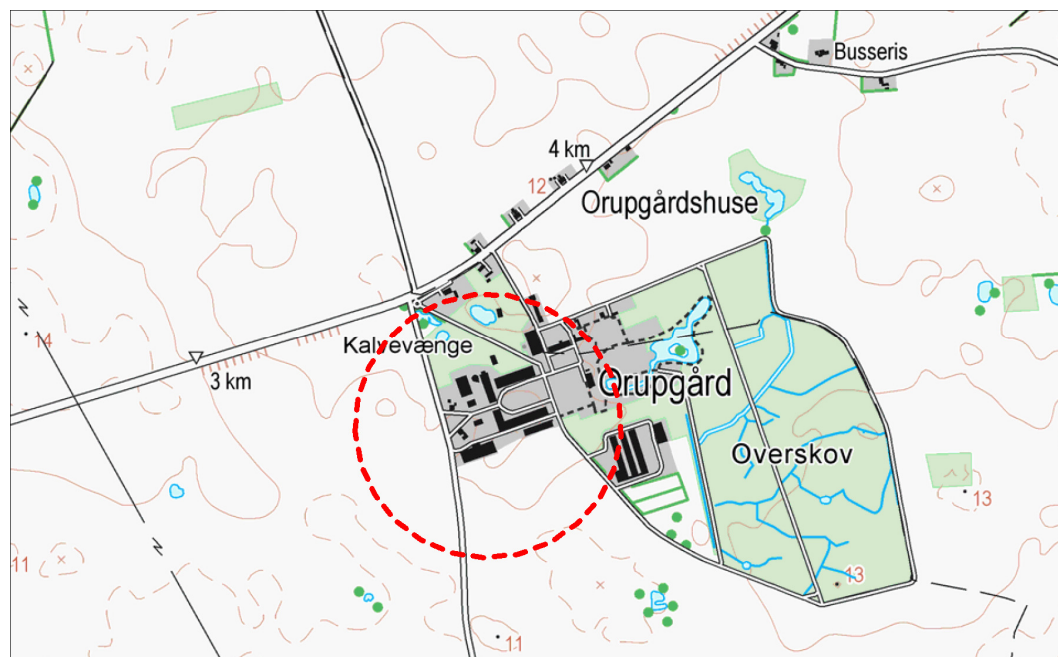 Busseris
4 km
12
Orupgårdshuse
14
Kalvevænge
3 km
Orupgård
Overskov
13
11
13
11